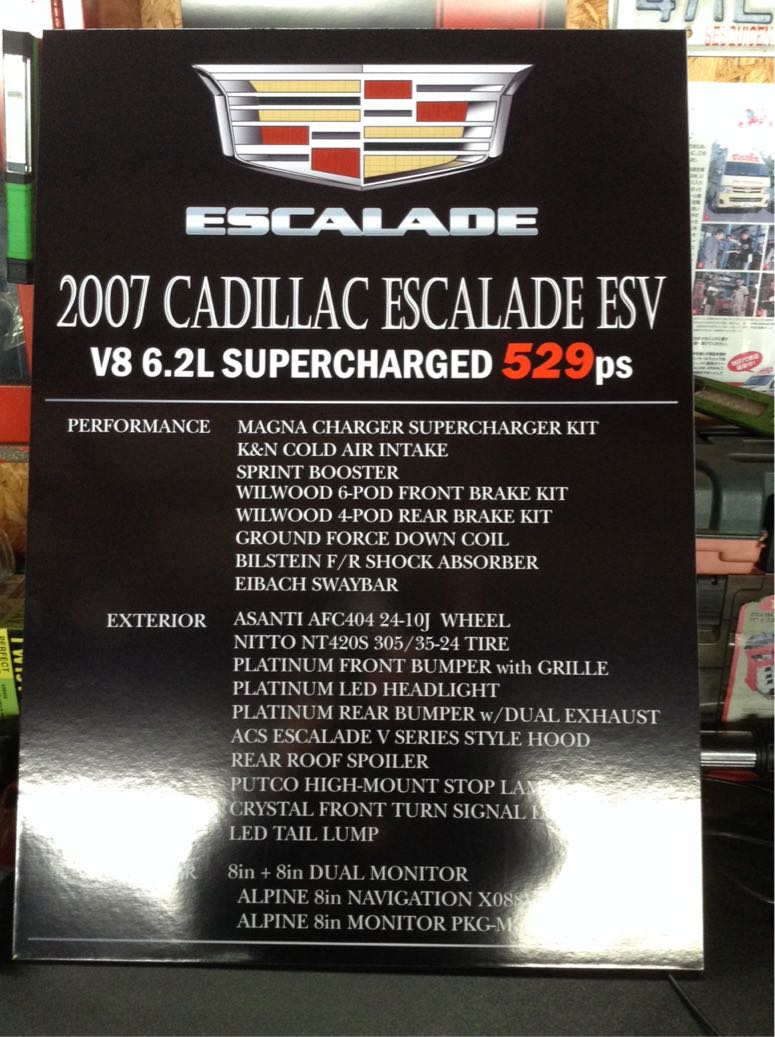 ESCALADE
2007 CADILLAC ESCALADE ESV
V8 6.2L SUPERCHARGED 529ps
PERFORMANCE MAGNA CHARGER SUPERCHARGER KIT
K&N COLD AIR INTAKE
SPRINT BOOSTER
WILWOOD 6-POD FRONT BRAKE KIT
WILWOOD 4-POD REAR BRAKE KIT
GROUND FORCE DOWN COIL
BILSTEIN F/R SHOCK ABSORBER
EIBACH SWAYBAR
EXTERIOR ASANTI AFC404 24-10J WHEEL
NITTO NT420S 305/35-24 TIRE
PLATINUM FRONT BUMPER with GRILLE
PLATINUM LED HEADLIGHT
PLATINUM REAR BUMPER w/DUAL EXHAUST
ACS ESCALADE V SERIES STYLE HOOD
REAR ROOF SPOILER
PUTCO HIGH-MOUNT STOP
CRYSTAL FRONT TURN SIGNAL
LED TAIL LUMP
8in + 8in DUAL MONITOR
ALPINE 8in NAVIGATION
ALPINE 8in MONITOR
PERFECT